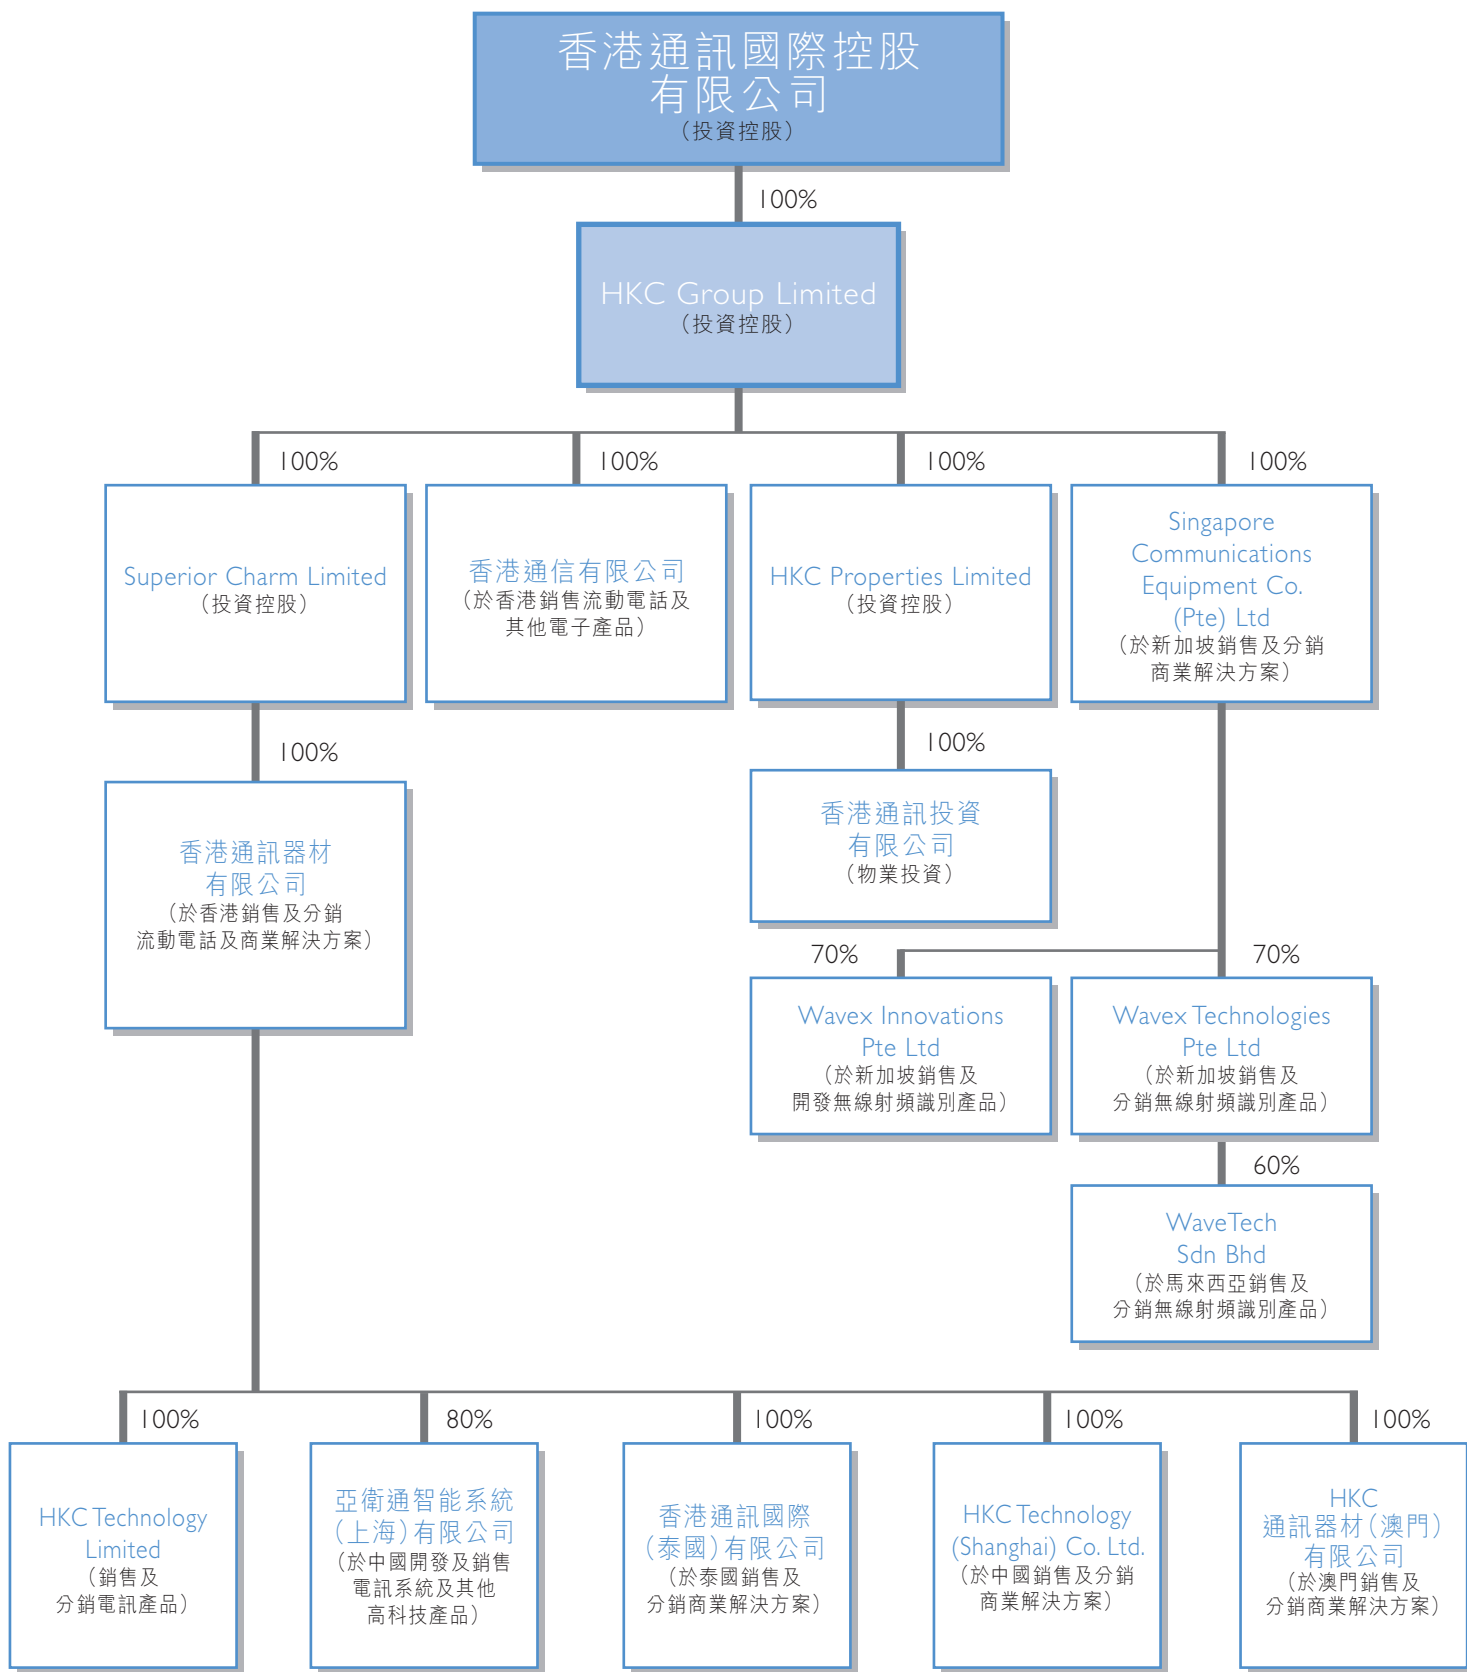 香港通訊國際控股
有限公司
（投資控股）
100%
HKC Group Limited
（投資控股）
100%
100%
100%
100%
Superior Charm Limited
（投資控股）
香港通信有限公司
（於香港銷售流動電話及
其他電子產品）
HKC Properties Limited
（投資控股）
Singapore
Communications
Equipment Co.
(Pte) Ltd
（於新加坡銷售及分銷
商業解決方案）
100%
100%
香港通訊器材
有限公司
（於香港銷售及分銷
流動電話及商業解決方案）
香港通訊投資
有限公司
（物業投資）
70%
70%
Wavex Innovations
Pte Ltd
（於新加坡銷售及
開發無線射頻識別產品）
Wavex Technologies
Pte Ltd
（於新加坡銷售及
分銷無線射頻識別產品）
60%
WaveTech
Sdn Bhd
（於馬來西亞銷售及
分銷無線射頻識別產品）
100%
80%
100%
100%
100%
HKC Technology
Limited
（銷售及
分銷電訊產品）
亞衛通智能系統
（上海）有限公司
（於中國開發及銷售
電訊系統及其他
高科技產品）
香港通訊國際
（泰國）有限公司
（於泰國銷售及
分銷商業解決方案）
HKC Technology
(Shanghai) Co. Ltd.
（於中國銷售及分銷
商業解決方案）
HKC
通訊器材（澳門）
有限公司
（於澳門銷售及
分銷商業解決方案）